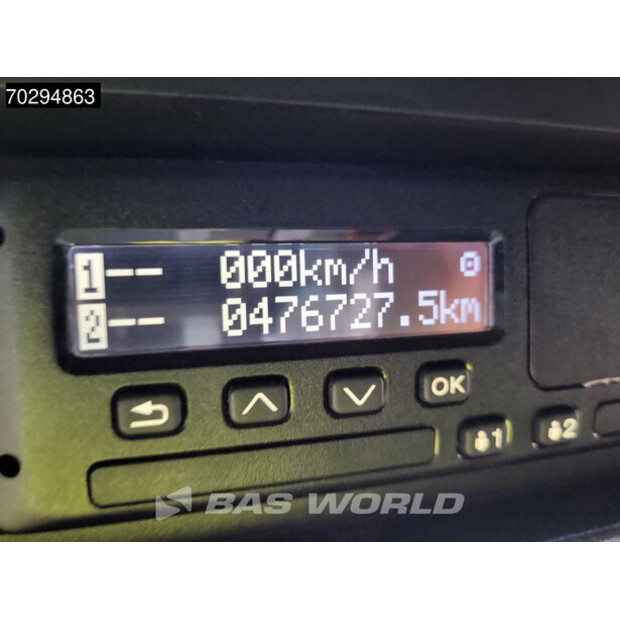 70294863
1-- 000km/h
2-- 0476727.5km
OK
1 2
BAS WORLD